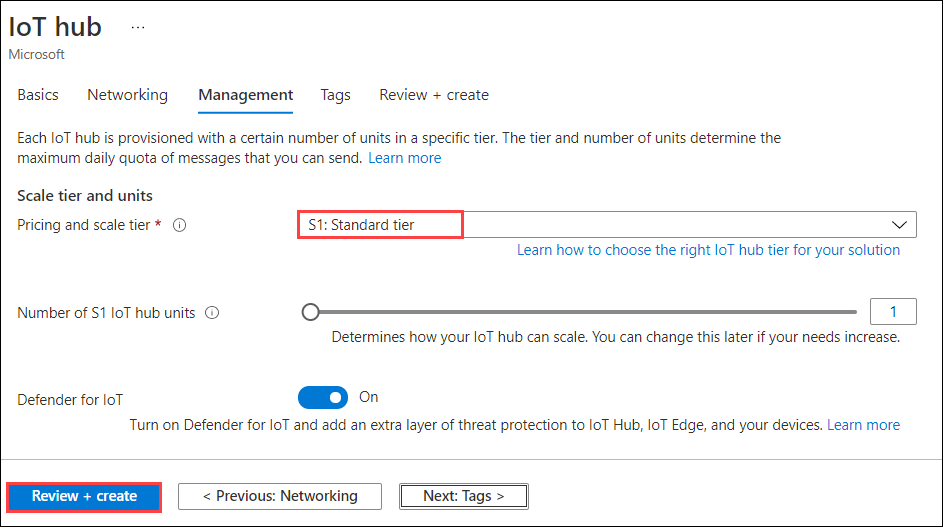 IoT hub ...
Microsoft
Basics Networking Management Tags Review + create
Each IoT hub is provisioned with a certain number of units in a specific tier. The tier and number of units determine the
maximum daily quota of messages that you can send. Learn more
Scale tier and units
Pricing and scale tier * S1: Standard tier
Learn how to choose the right IoT hub tier for your solution
Number of S1 IoT hub units 1
Determines how your IoT hub can scale. You can change this later if your needs increase.
Defender for IoT On
Turn on Defender for IoT and add an extra layer of threat protection to IoT Hub, IoT Edge, and your devices. Learn more
Review + create < Previous: Networking Next: Tags >